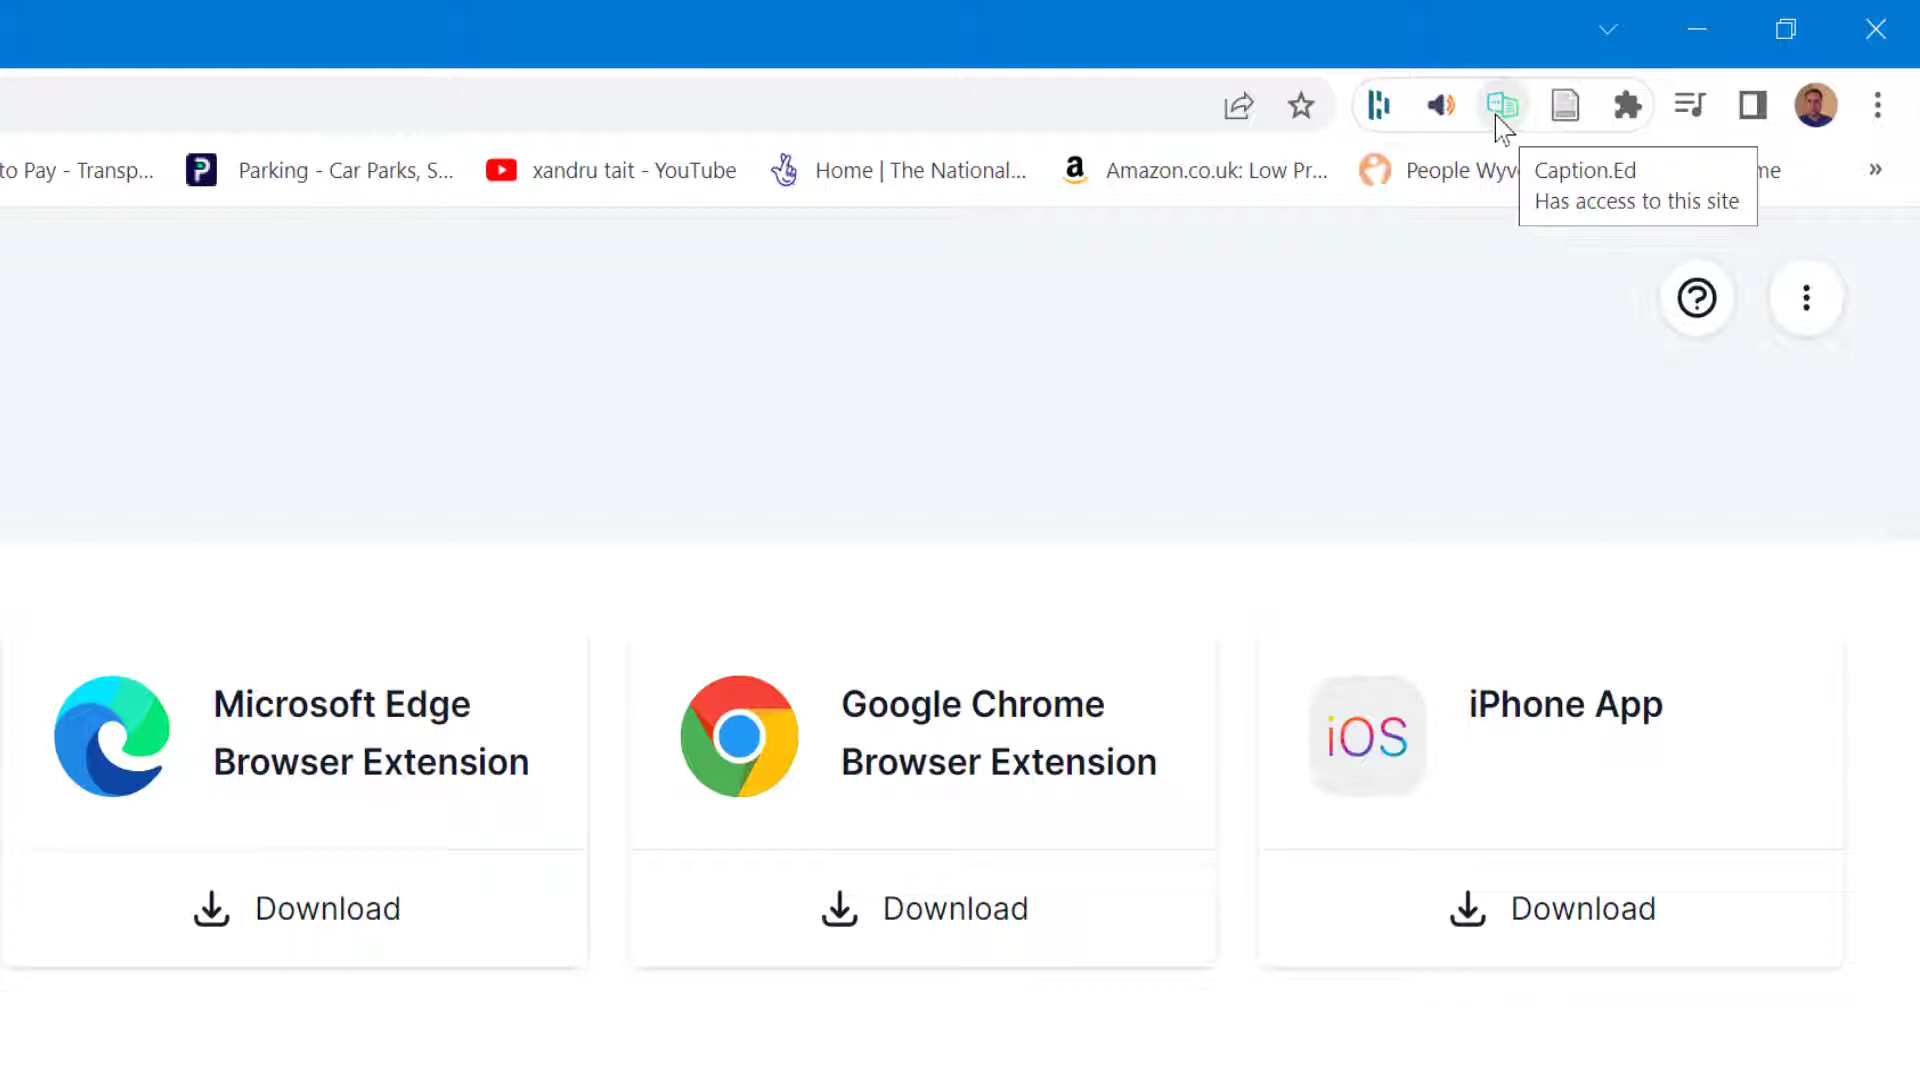 to Pay - Transp... Parking - Car Parks, S... xandru tait - YouTube Home | The National... Amazon.co.uk: Low Pr... People Wyv me »
Caption.Ed
Has access to this site
Microsoft Edge
Browser Extension
Google Chrome
Browser Extension
iOS
iPhone App
Download
Download
Download